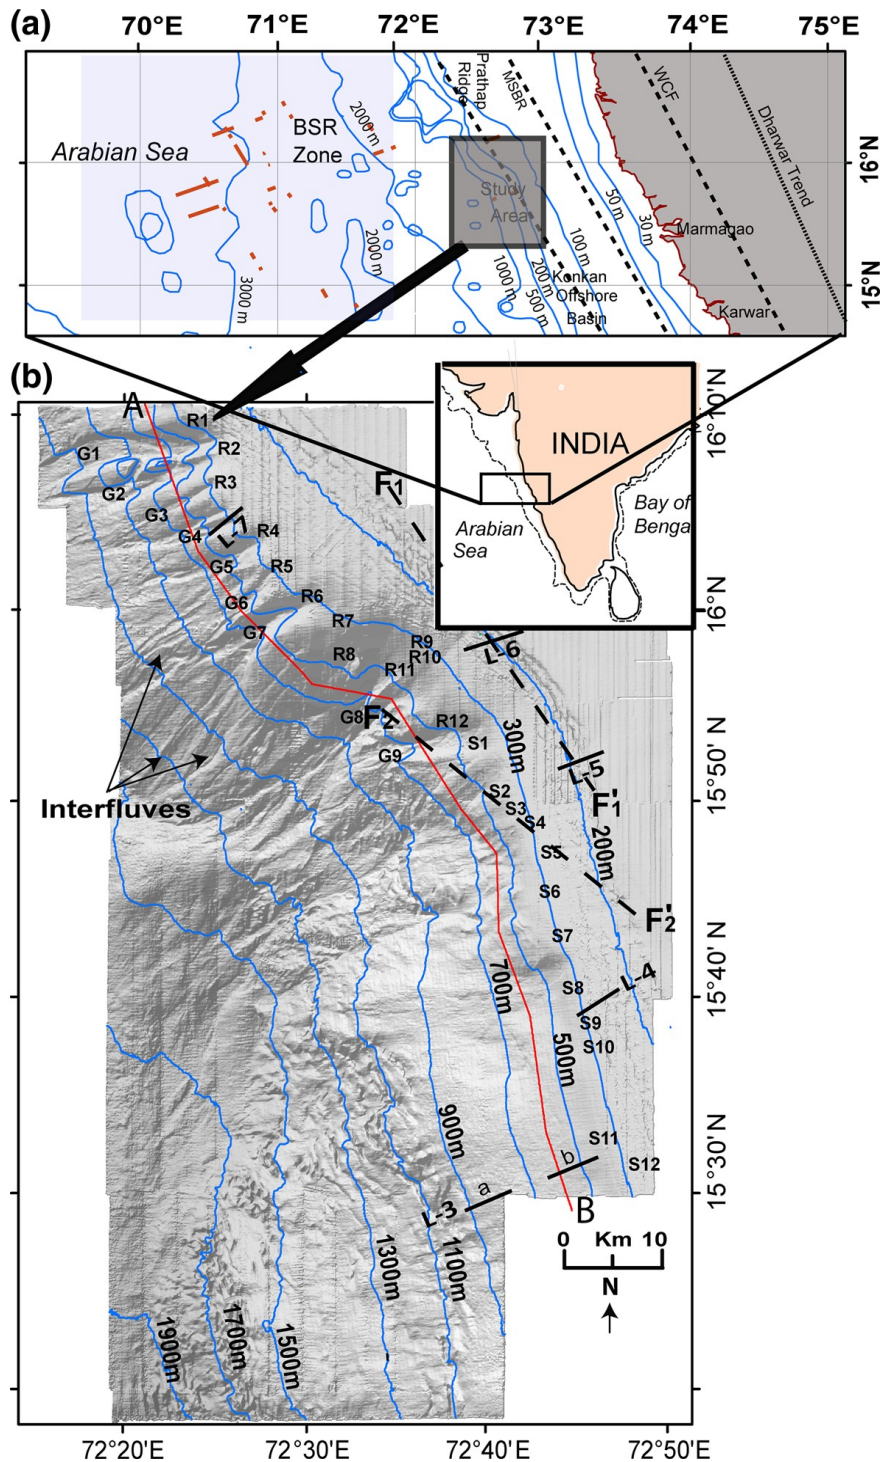 (a)
70°E
71°E
72°E
73°E
74°E
75°E
Arabian Sea
BSR
Zone
2000 m
2000 m
3000 m
Prathap
Ridge
MSBR
WCF
Dharwar Trend
Study
Area
50 m
30 m
100 m
200 m
500 m
1000 m
Konkan
Offshore
Basin
Marmagao
Karwar
16°N
15°N
(b)
A
R1
R2
R3
R4
R5
R6
R7
R8
R9
R10
R11
R12
G1
G2
G3
G4
G5
G6
G7
G8
G9
L-7
F1
F2
INDIA
Arabian
Sea
Bay of
Benga
L-6
L-5
F'1
F'2
L-4
S1
S2
S3
S4
S5
S6
S7
S8
S9
S10
S11
S12
Interfluves
300m
200m
700m
500m
900m
1100m
1300m
1500m
1700m
1900m
L-3
a
b
B
0 Km 10
N
16°10' N
16°N
15°50' N
15°40' N
15°30' N
72°20'E
72°30'E
72°40'E
72°50'E